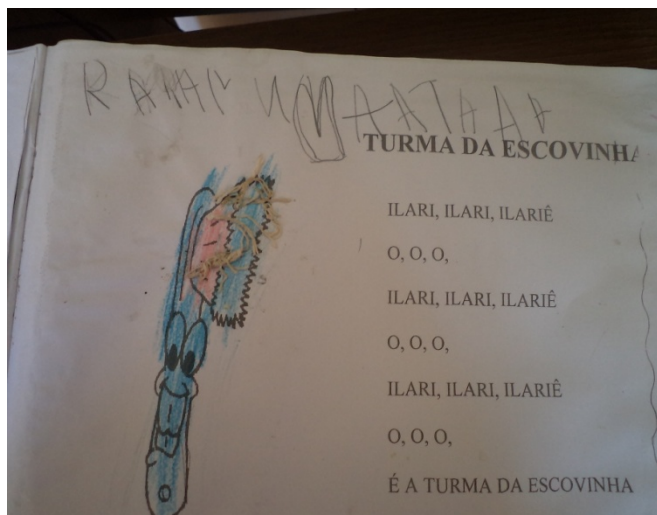 TURMA DA ESCOVINHA
ILARI, ILARI, ILARIÊ
O, O, O,
ILARI, ILARI, ILARIÊ
O, O, O,
ILARI, ILARI, ILARIÊ
O, O, O,
É A TURMA DA ESCOVINHA